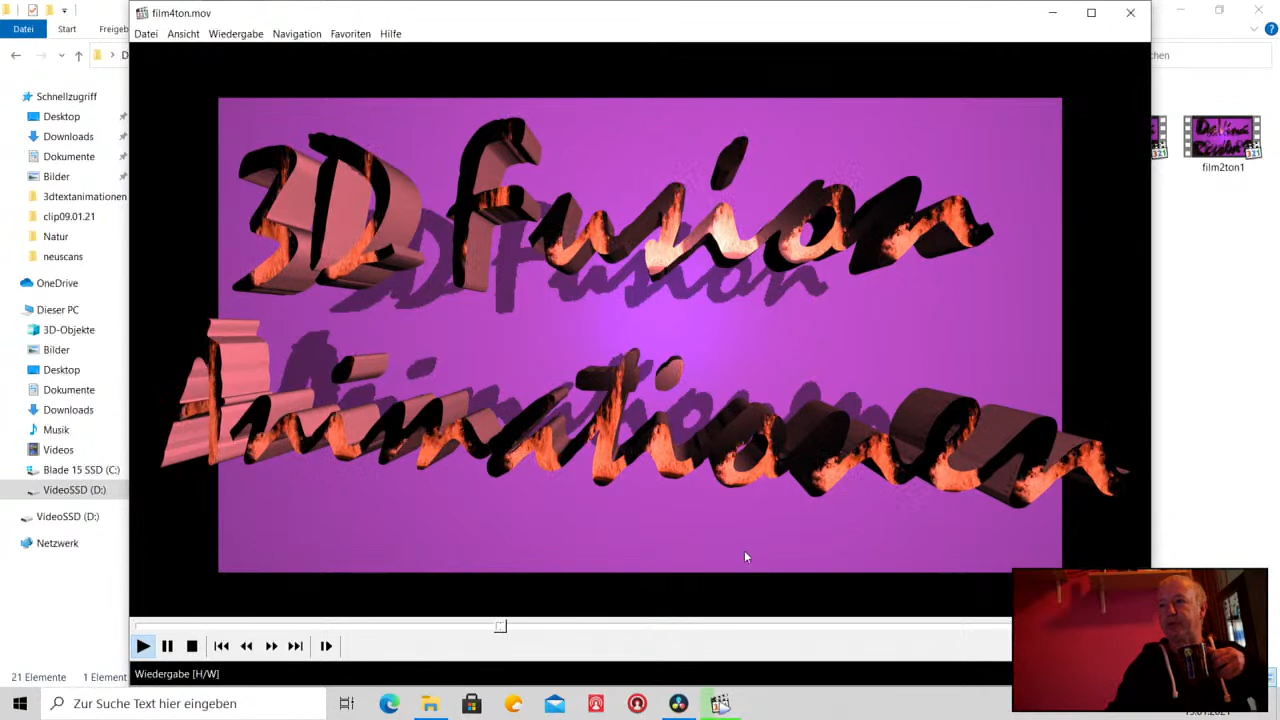 film4ton.mov
Datei
Start
Freigeb
Datei
Ansicht
Wiedergabe
Navigation
Favoriten
Hilfe
chen
Schnellzugriff
Desktop
Downloads
Dokumente
Bilder
3dtextanimationen
clip09.01.21
Natur
neuscans
OneDrive
Dieser PC
3D-Objekte
Bilder
Desktop
Dokumente
Downloads
Musik
Videos
Blade 15 SSD (C:)
VideoSSD (D:)
VideoSSD (D:)
Netzwerk
3D Fusion
Animationen
film2ton1
Wiedergabe [H/W]
21 Elemente
1 Element
Zur Suche Text hier eingeben